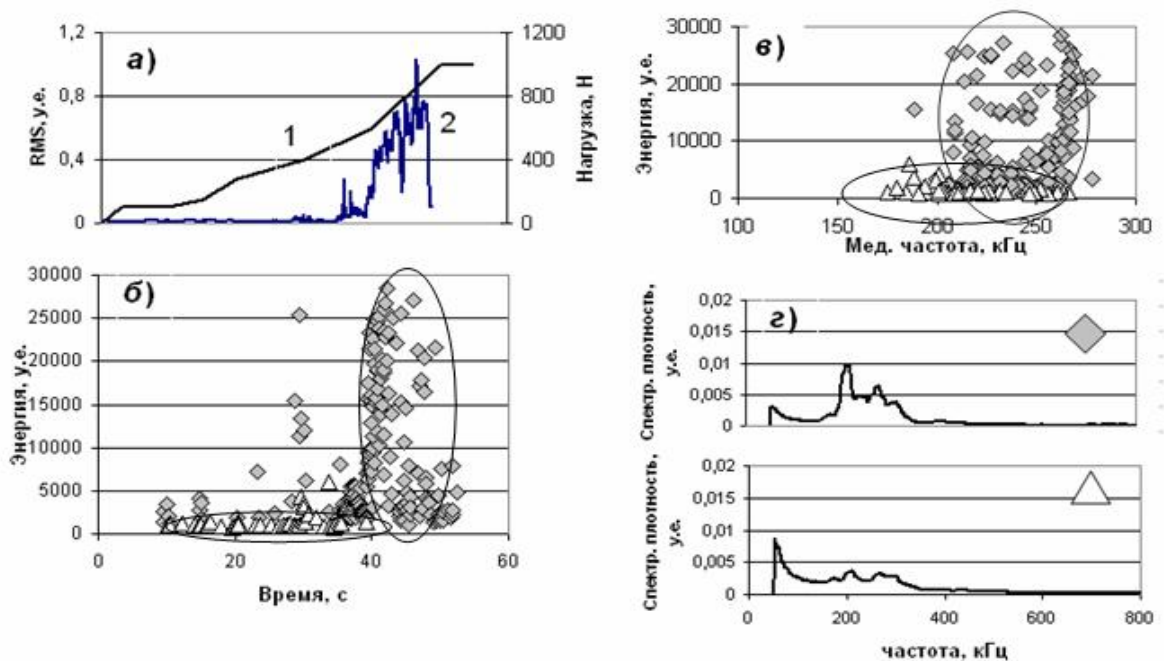 а)
RMS, у.е.
1,2
0,8
0,4
0
1200
800
400
0
Нагрузка, Н
1
2
б)
Энергия, у.е.
30000
25000
20000
15000
10000
5000
0
0 20 40 60
Время, с
в)
Энергия, у.е.
30000
20000
10000
0
100 150 200 250 300
Мед. частота, кГц
г)
Спектр. плотность, у.е.
0,02
0,015
0,01
0,005
0
Спектр. плотность, у.е.
0,02
0,015
0,01
0,005
0
0 200 400 600 800
частота, кГц